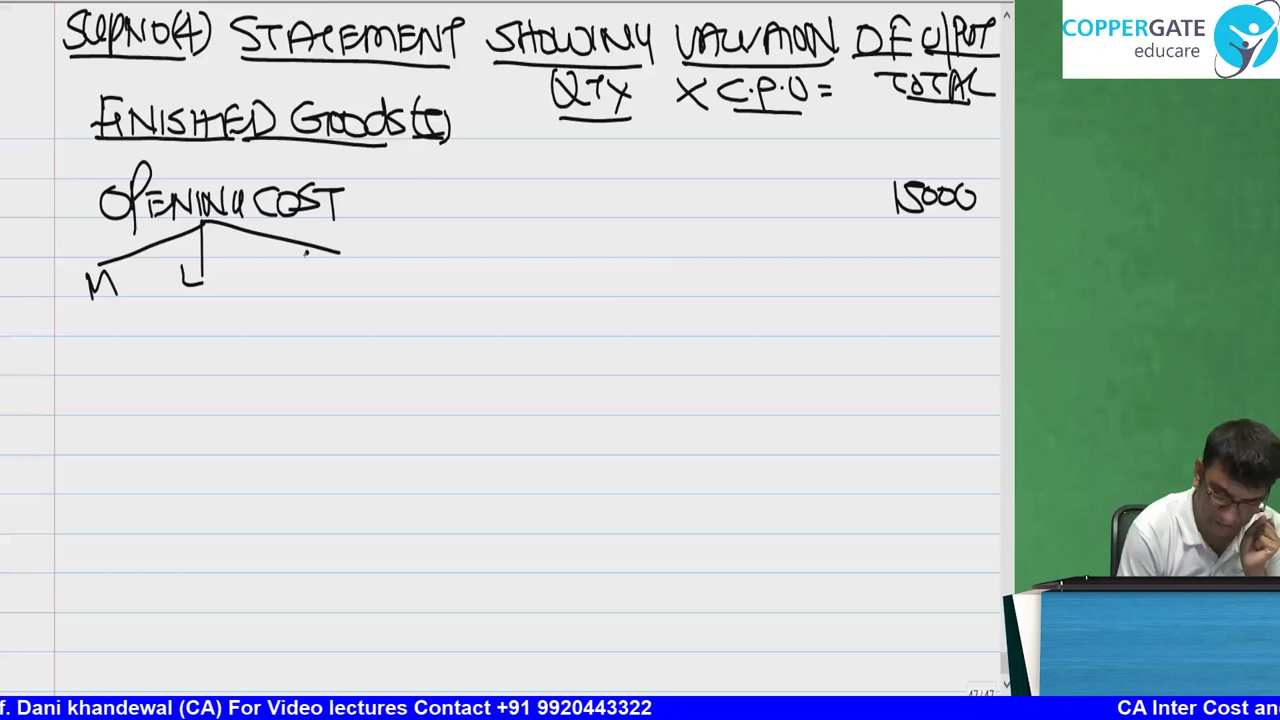 STEP NO (4) STATEMENT SHOWING VALUATION OF O/PUT
QTY X C.P.U = TOTAL
FINISHED GOODS (I)
OPENING COST 15000
M L
COPPERGATE
educare
f. Dani khandewal (CA) For Video lectures Contact +91 9920443322
CA Inter Cost an